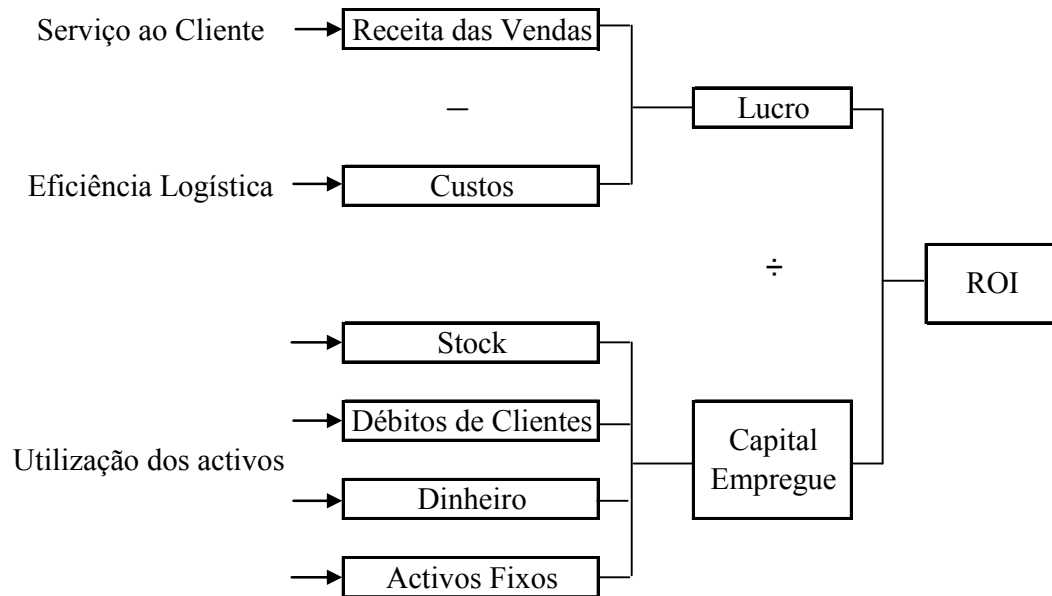 Serviço ao Cliente
Receita das Vendas
–
Lucro
Eficiência Logística
Custos
÷
ROI
Stock
Débitos de Clientes
Capital
Empregue
Utilização dos activos
Dinheiro
Activos Fixos